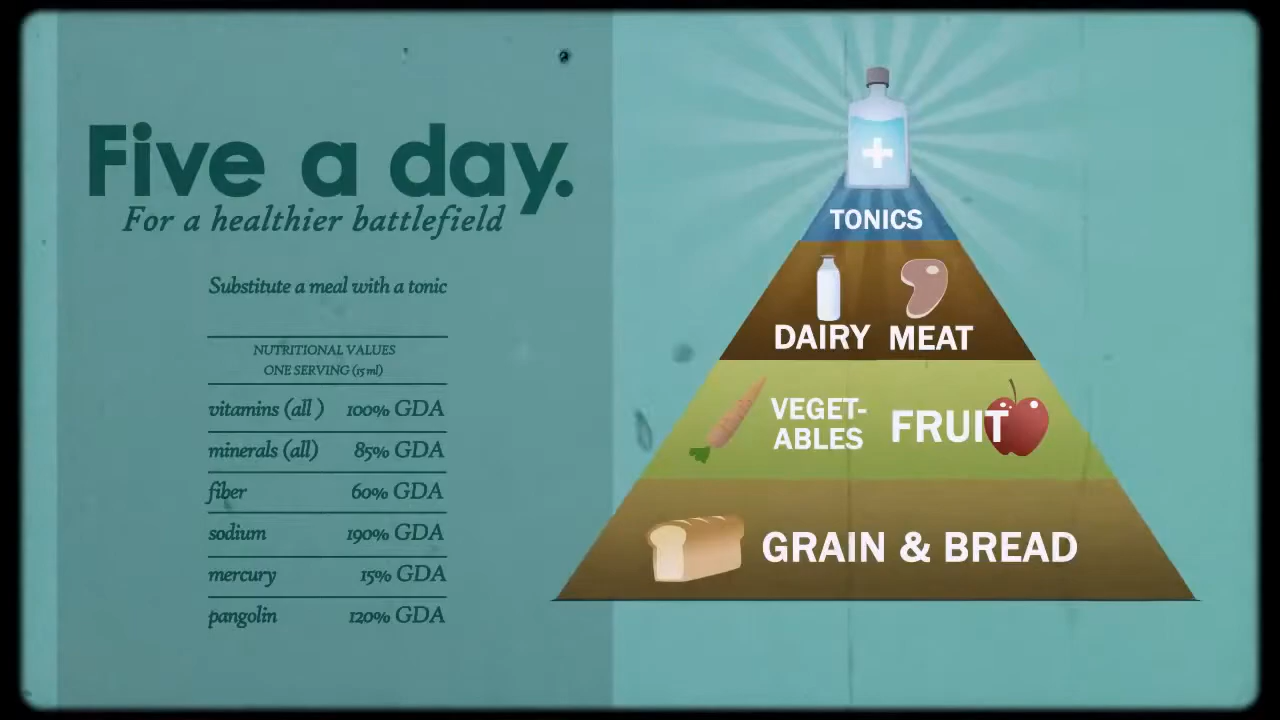 Five a day.
For a healthier battlefield
Substitute a meal with a tonic
NUTRITIONAL VALUES
ONE SERVING (15 ml)
vitamins (all ) 100% GDA
minerals (all) 85% GDA
fiber 60% GDA
sodium 190% GDA
mercury 15% GDA
pangolin 120% GDA
TONICS
DAIRY MEAT
VEGET-
ABLES
FRUIT
GRAIN & BREAD